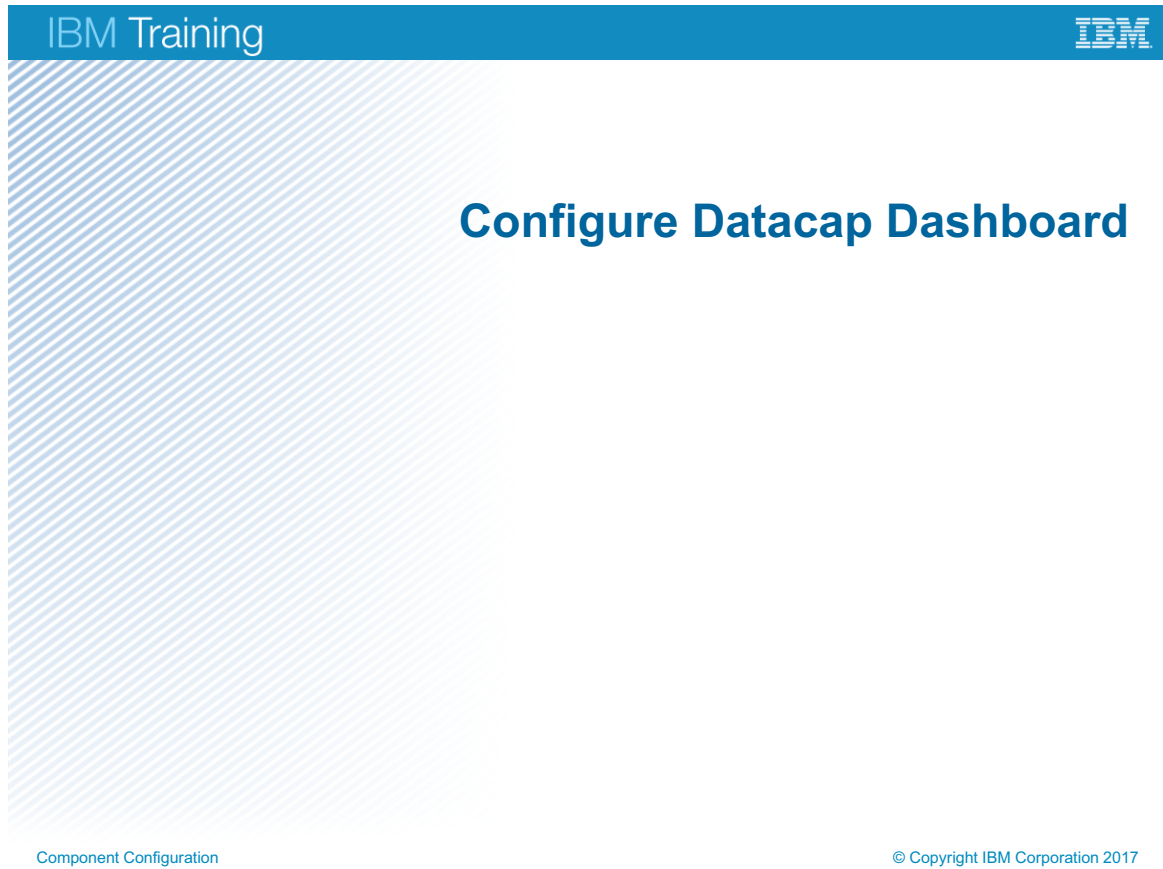 IBM Training
IBM
Configure Datacap Dashboard
Component Configuration
© Copyright IBM Corporation 2017